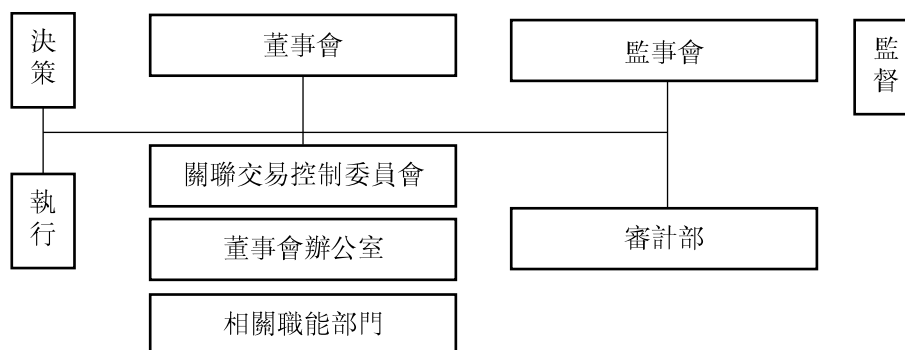 決策
董事會
監事會
監督
關聯交易控制委員會
執行
董事會辦公室
審計部
相關職能部門